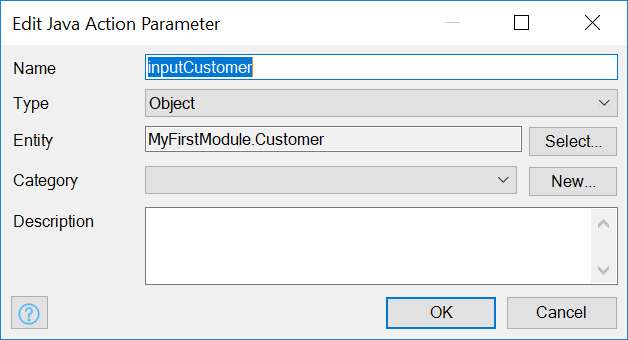 Edit Java Action Parameter
Name inputCustomer
Type Object
Entity MyFirstModule.Customer Select...
Category New...
Description
? OK Cancel